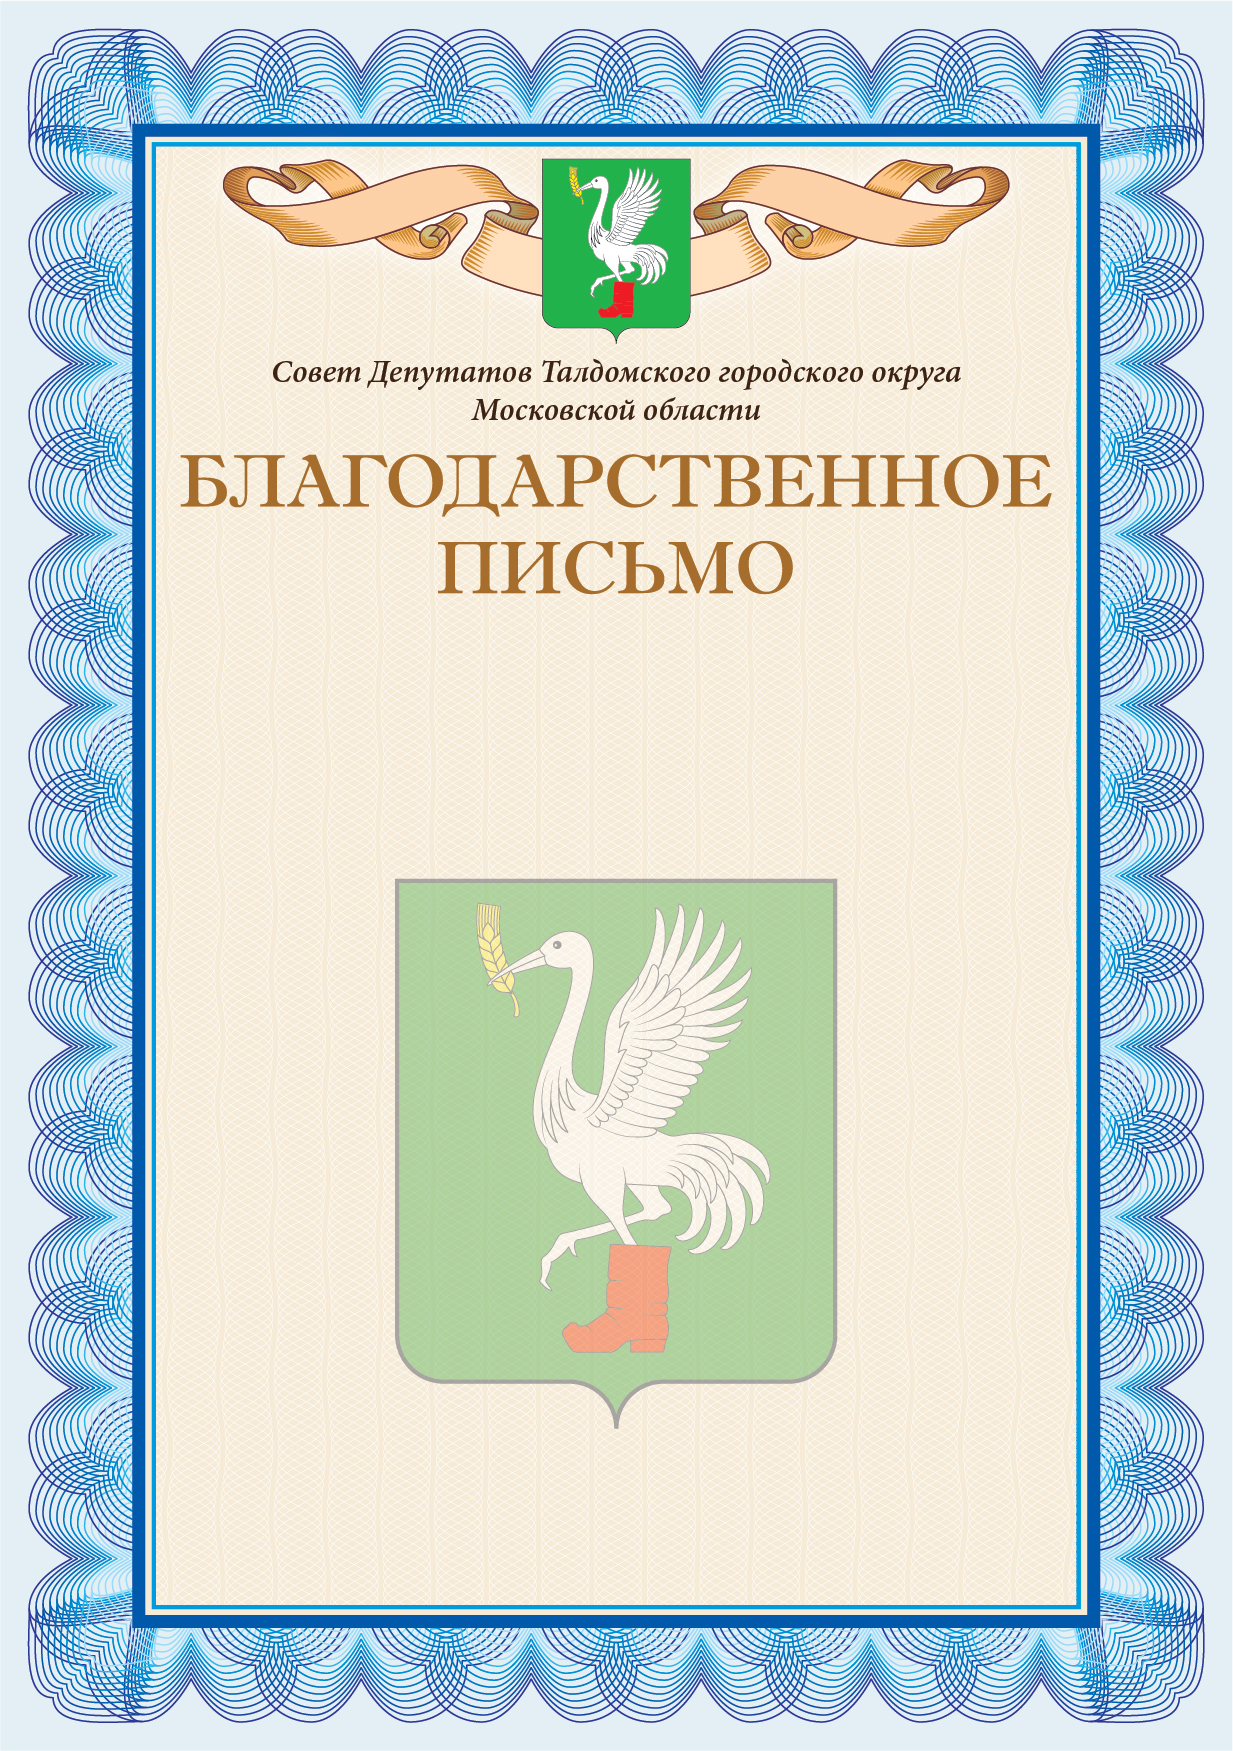 Совет Депутатов Талдомского городского округа
Московской области
БЛАГОДАРСТВЕННОЕ
ПИСЬМО